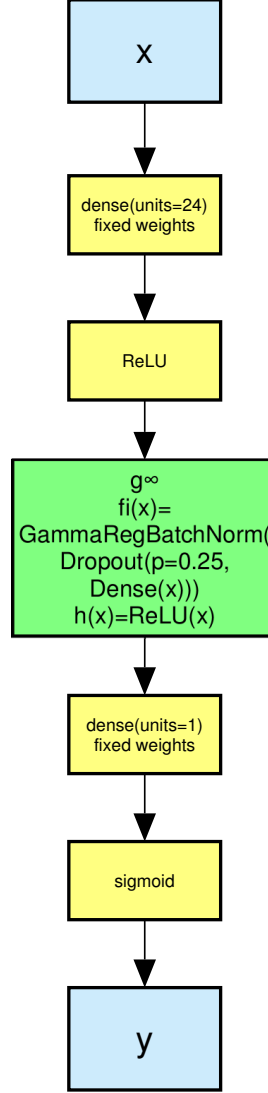 x
dense(units=24)
fixed weights
ReLU
g∞
fi(x)=
GammaRegBatchNorm(
Dropout(p=0.25,
Dense(x)))
h(x)=ReLU(x)
dense(units=1)
fixed weights
sigmoid
y